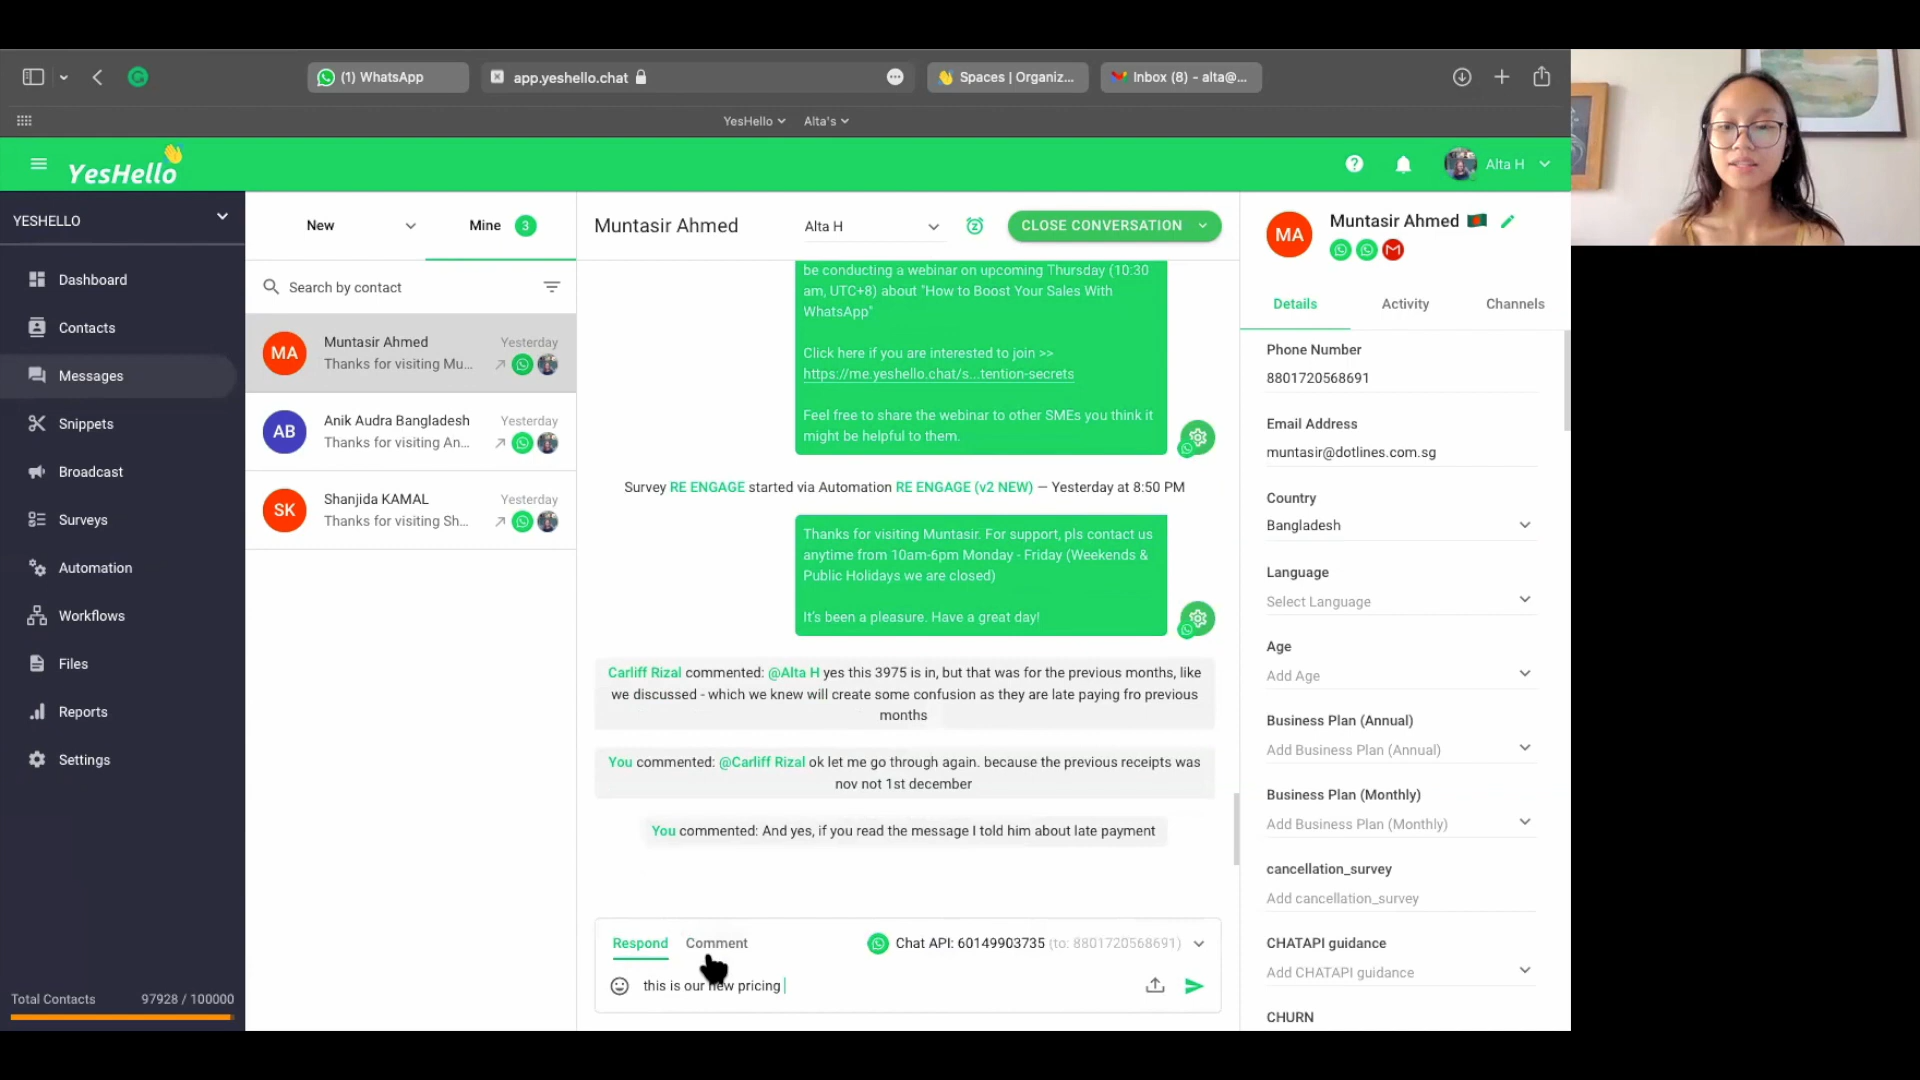 (1) WhatsApp
app.yeshello.chat
Spaces | Organiz...
Inbox (8) - alta@...
YesHello
Alta's
YesHello
Alta H
YESHELLO
Dashboard
Contacts
Messages
Snippets
Broadcast
Surveys
Automation
Workflows
Files
Reports
Settings
Total Contacts 97928 / 100000
New
Mine 3
Search by contact
MA
Muntasir Ahmed Yesterday
Thanks for visiting Mu...
AB
Anik Audra Bangladesh Yesterday
Thanks for visiting An...
SK
Shanjida KAMAL Yesterday
Thanks for visiting Sh...
Muntasir Ahmed
Alta H
CLOSE CONVERSATION
be conducting a webinar on upcoming Thursday (10:30
am, UTC+8) about "How to Boost Your Sales With
WhatsApp"
Click here if you are interested to join >>
https://me.yeshello.chat/s...tention-secrets
Feel free to share the webinar to other SMEs you think it
might be helpful to them.
Survey RE ENGAGE started via Automation RE ENGAGE (v2 NEW) — Yesterday at 8:50 PM
Thanks for visiting Muntasir. For support, pls contact us
anytime from 10am-6pm Monday - Friday (Weekends &
Public Holidays we are closed)
It's been a pleasure. Have a great day!
Carliff Rizal commented: @Alta H yes this 3975 is in, but that was for the previous months, like
we discussed - which we knew will create some confusion as they are late paying fro previous
months
You commented: @Carliff Rizal ok let me go through again. because the previous receipts was
nov not 1st december
You commented: And yes, if you read the message I told him about late payment
Respond
Comment
Chat API: 60149903735 (to: 8801720568691)
this is our new pricing
MA
Muntasir Ahmed
Details
Activity
Channels
Phone Number
8801720568691
Email Address
muntasir@dotlines.com.sg
Country
Bangladesh
Language
Select Language
Age
Add Age
Business Plan (Annual)
Add Business Plan (Annual)
Business Plan (Monthly)
Add Business Plan (Monthly)
cancellation_survey
Add cancellation_survey
CHATAPI guidance
Add CHATAPI guidance
CHURN